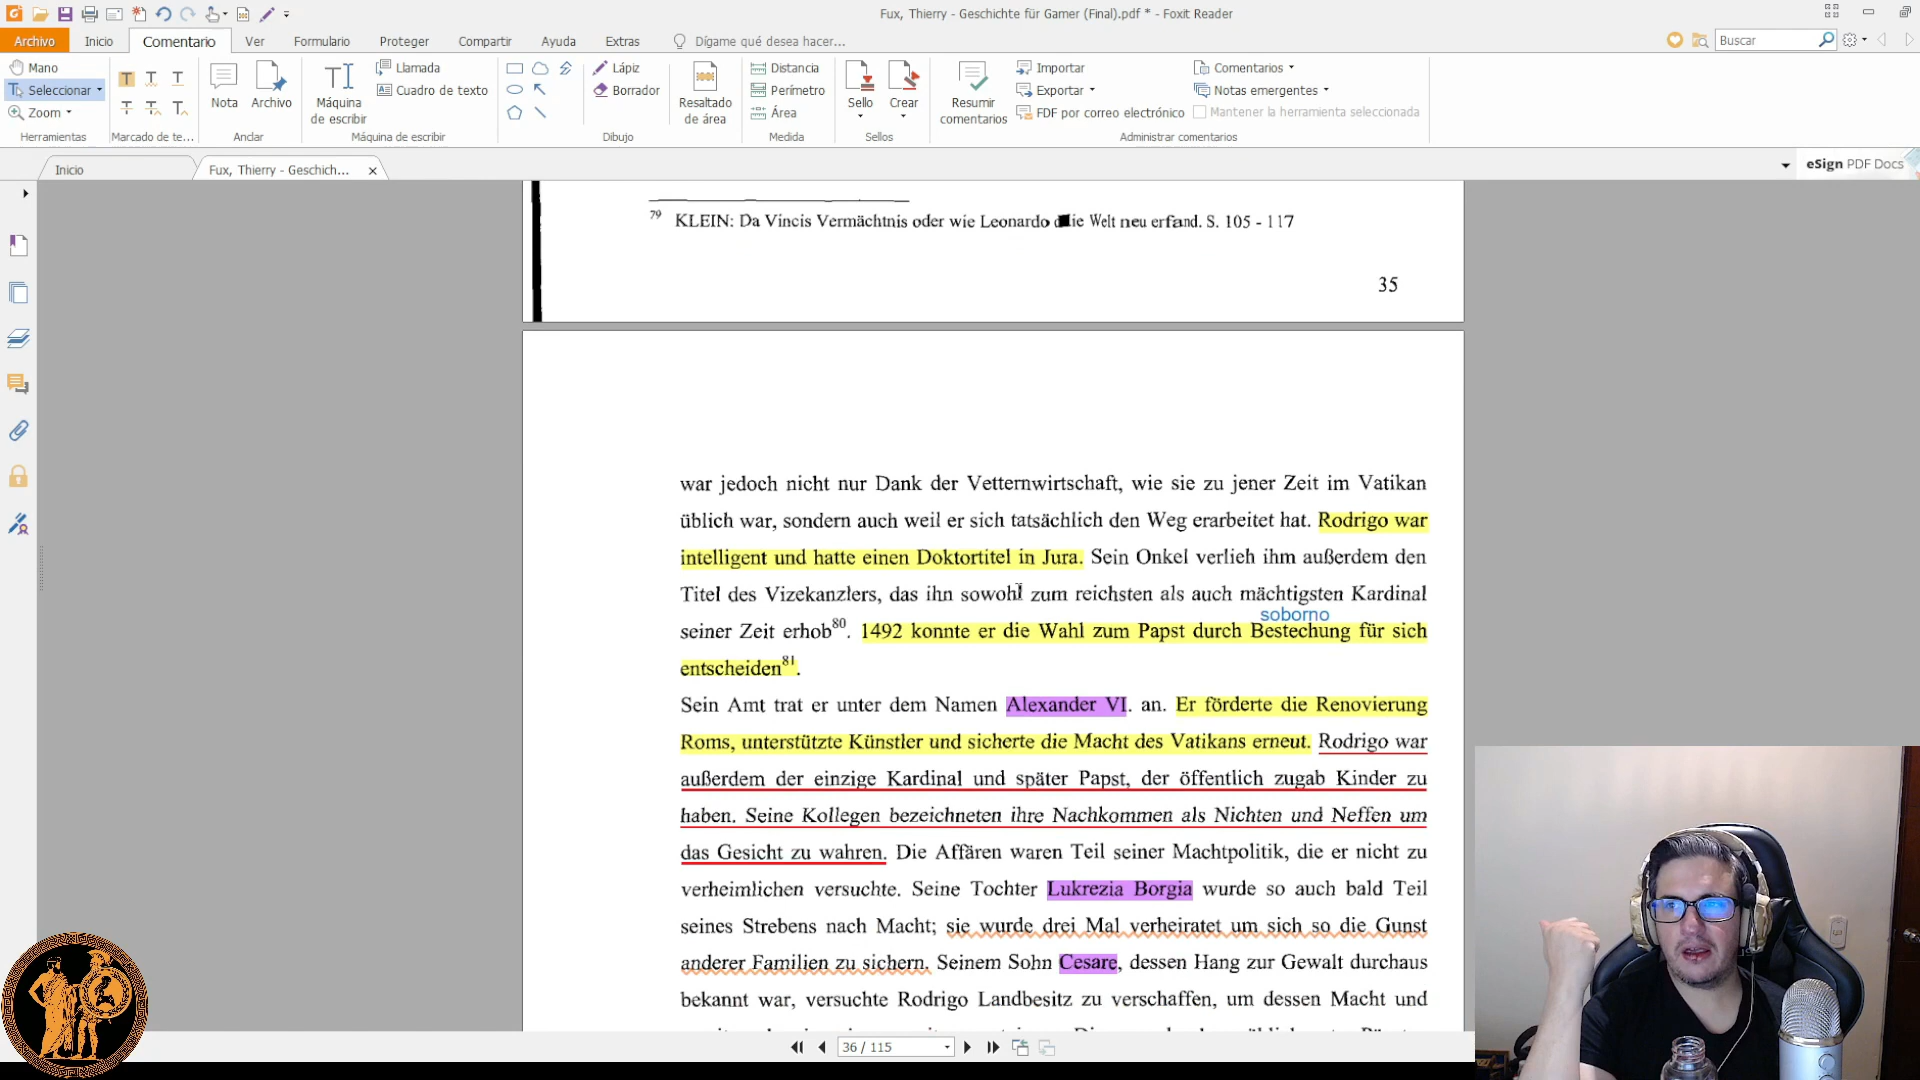 Fux, Thierry - Geschichte für Gamer (Final).pdf * - Foxit Reader
Archivo Inicio Comentario Ver Formulario Proteger Compartir Ayuda Extras Dígame qué desea hacer... Buscar
Mano
Seleccionar
Zoom
Herramientas
Marcado de te...
Nota
Archivo
Anclar
Máquina
de escribir
Llamada
Cuadro de texto
Máquina de escribir
Lápiz
Borrador
Dibujo
Resaltado
de área
Distancia
Perímetro
Área
Medida
Sello
Crear
Sellos
Resumir
comentarios
Importar
Exportar
PDF por correo electrónico
Comentarios
Notas emergentes
Mantener la herramienta seleccionada
Administrar comentarios
Inicio
Fux, Thierry - Geschich...
eSign PDF Docs
79 KLEIN: Da Vincis Vermächtnis oder wie Leonardo die Welt neu erfand. S. 105 - 117
35
war jedoch nicht nur Dank der Vetternwirtschaft, wie sie zu jener Zeit im Vatikan
üblich war, sondern auch weil er sich tatsächlich den Weg erarbeitet hat. Rodrigo war
intelligent und hatte einen Doktortitel in Jura. Sein Onkel verlieh ihm außerdem den
Titel des Vizekanzlers, das ihn sowohl zum reichsten als auch mächtigsten Kardinal
soborno
seiner Zeit erhob80. 1492 konnte er die Wahl zum Papst durch Bestechung für sich
entscheiden81.
Sein Amt trat er unter dem Namen Alexander VI. an. Er förderte die Renovierung
Roms, unterstützte Künstler und sicherte die Macht des Vatikans erneut. Rodrigo war
außerdem der einzige Kardinal und später Papst, der öffentlich zugab Kinder zu
haben. Seine Kollegen bezeichneten ihre Nachkommen als Nichten und Neffen um
das Gesicht zu wahren. Die Affären waren Teil seiner Machtpolitik, die er nicht zu
verheimlichen versuchte. Seine Tochter Lukrezia Borgia wurde so auch bald Teil
seines Strebens nach Macht; sie wurde drei Mal verheiratet um sich so die Gunst
anderer Familien zu sichern. Seinem Sohn Cesare, dessen Hang zur Gewalt durchaus
bekannt war, versuchte Rodrigo Landbesitz zu verschaffen, um dessen Macht und
36 / 115